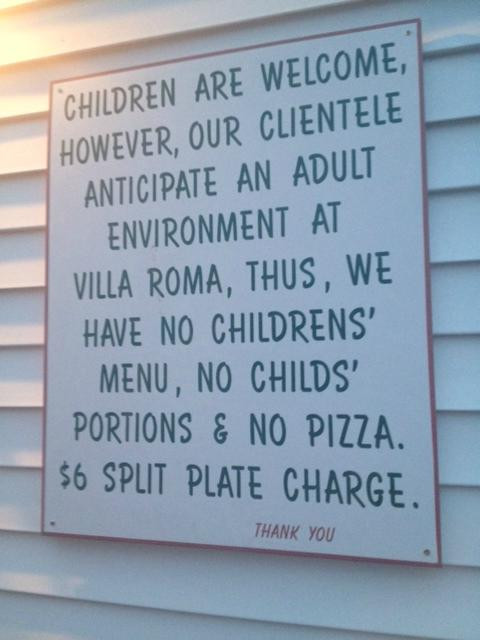 CHILDREN ARE WELCOME,
HOWEVER, OUR CLIENTELE
ANTICIPATE AN ADULT
ENVIRONMENT AT
VILLA ROMA, THUS, WE
HAVE NO CHILDRENS'
MENU, NO CHILDS'
PORTIONS & NO PIZZA.
$6 SPLIT PLATE CHARGE.
THANK YOU